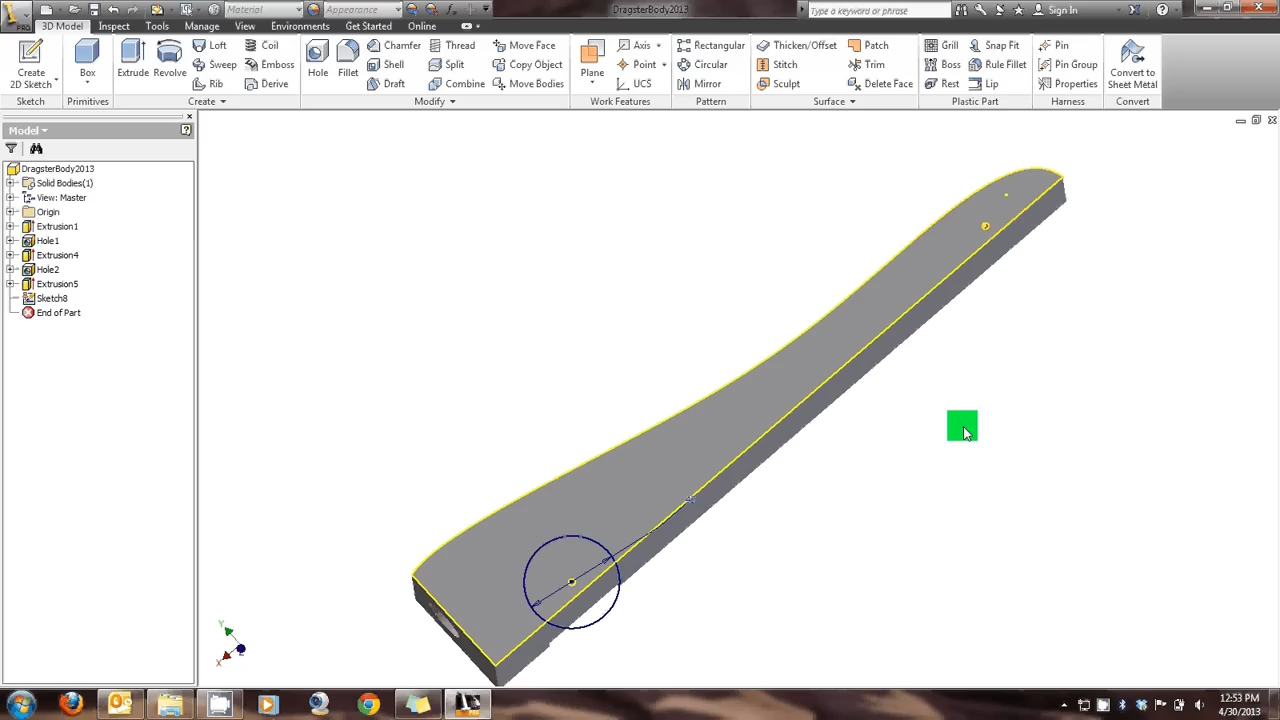 Material
Appearance
DragsterBody2013
Type a keyword or phrase
Sign In
PRO
3D Model
Inspect
Tools
Manage
View
Environments
Get Started
Online
Create
2D Sketch
Box
Extrude
Revolve
Loft
Sweep
Rib
Coil
Emboss
Derive
Hole
Fillet
Chamfer
Shell
Draft
Thread
Split
Combine
Move Face
Copy Object
Move Bodies
Plane
Axis
Point
UCS
Rectangular
Circular
Mirror
Thicken/Offset
Stitch
Sculpt
Patch
Trim
Delete Face
Grill
Boss
Rest
Snap Fit
Rule Fillet
Lip
Pin
Pin Group
Properties
Convert to
Sheet Metal
Sketch
Primitives
Create
Modify
Work Features
Pattern
Surface
Plastic Part
Harness
Convert
Model
DragsterBody2013
Solid Bodies(1)
View: Master
Origin
Extrusion1
Hole1
Extrusion4
Hole2
Extrusion5
Sketch8
End of Part
Y
X
Z
12:53 PM
4/30/2013